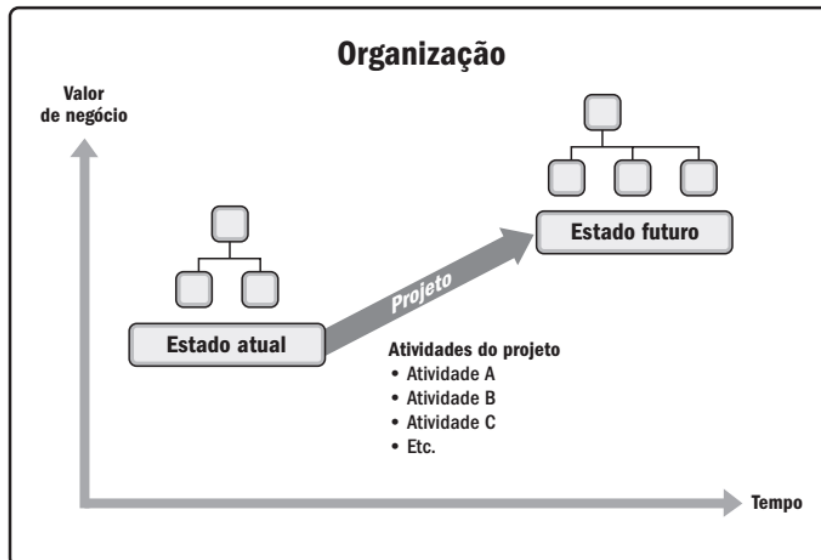 Organização
Valor
de negócio
Estado futuro
Projeto
Estado atual
Atividades do projeto
• Atividade A
• Atividade B
• Atividade C
• Etc.
Tempo